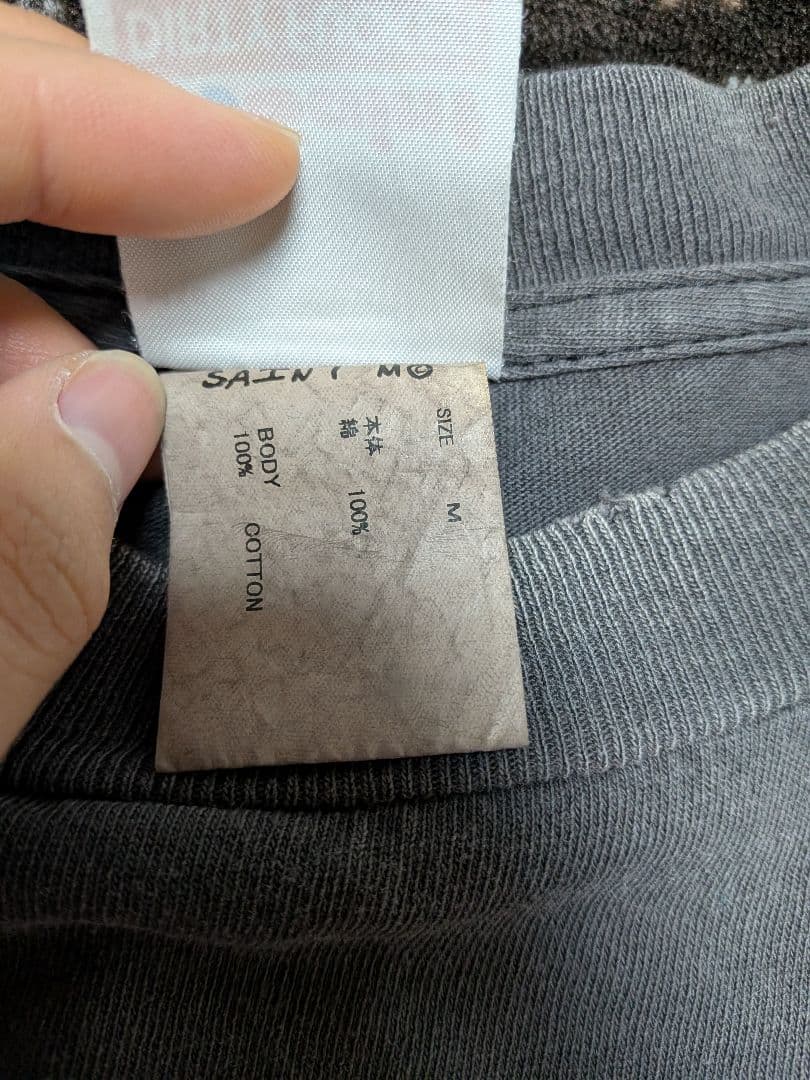 SAINT M
SIZE M
本体
綿 100%
BODY
100% COTTON